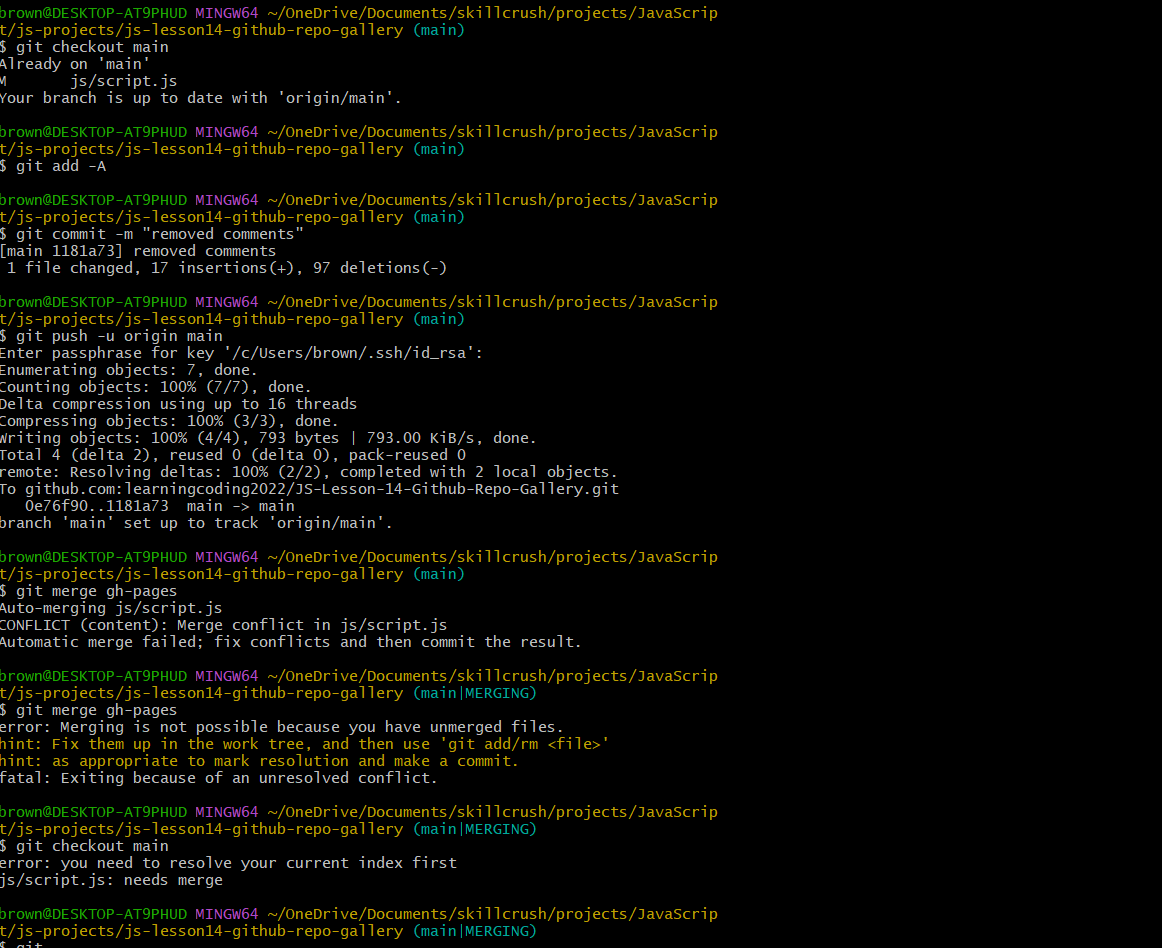 brown@DESKTOP-AT9PHUD MINGW64 ~/OneDrive/Documents/skillcrush/projects/JavaScrip
t/js-projects/js-lesson14-github-repo-gallery (main)
$ git checkout main
Already on 'main'
M       js/script.js
Your branch is up to date with 'origin/main'.

brown@DESKTOP-AT9PHUD MINGW64 ~/OneDrive/Documents/skillcrush/projects/JavaScrip
t/js-projects/js-lesson14-github-repo-gallery (main)
$ git add -A

brown@DESKTOP-AT9PHUD MINGW64 ~/OneDrive/Documents/skillcrush/projects/JavaScrip
t/js-projects/js-lesson14-github-repo-gallery (main)
$ git commit -m "removed comments"
[main 1181a73] removed comments
 1 file changed, 17 insertions(+), 97 deletions(-)

brown@DESKTOP-AT9PHUD MINGW64 ~/OneDrive/Documents/skillcrush/projects/JavaScrip
t/js-projects/js-lesson14-github-repo-gallery (main)
$ git push -u origin main
Enter passphrase for key '/c/Users/brown/.ssh/id_rsa':
Enumerating objects: 7, done.
Counting objects: 100% (7/7), done.
Delta compression using up to 16 threads
Compressing objects: 100% (3/3), done.
Writing objects: 100% (4/4), 793 bytes | 793.00 KiB/s, done.
Total 4 (delta 2), reused 0 (delta 0), pack-reused 0
remote: Resolving deltas: 100% (2/2), completed with 2 local objects.
To github.com:learningcoding2022/JS-Lesson-14-Github-Repo-Gallery.git
   0e76f90..1181a73  main -> main
branch 'main' set up to track 'origin/main'.

brown@DESKTOP-AT9PHUD MINGW64 ~/OneDrive/Documents/skillcrush/projects/JavaScrip
t/js-projects/js-lesson14-github-repo-gallery (main)
$ git merge gh-pages
Auto-merging js/script.js
CONFLICT (content): Merge conflict in js/script.js
Automatic merge failed; fix conflicts and then commit the result.

brown@DESKTOP-AT9PHUD MINGW64 ~/OneDrive/Documents/skillcrush/projects/JavaScrip
t/js-projects/js-lesson14-github-repo-gallery (main|MERGING)
$ git merge gh-pages
error: Merging is not possible because you have unmerged files.
hint: Fix them up in the work tree, and then use 'git add/rm <file>'
hint: as appropriate to mark resolution and make a commit.
fatal: Exiting because of an unresolved conflict.

brown@DESKTOP-AT9PHUD MINGW64 ~/OneDrive/Documents/skillcrush/projects/JavaScrip
t/js-projects/js-lesson14-github-repo-gallery (main|MERGING)
$ git checkout main
error: you need to resolve your current index first
js/script.js: needs merge

brown@DESKTOP-AT9PHUD MINGW64 ~/OneDrive/Documents/skillcrush/projects/JavaScrip
t/js-projects/js-lesson14-github-repo-gallery (main|MERGING)
$ git